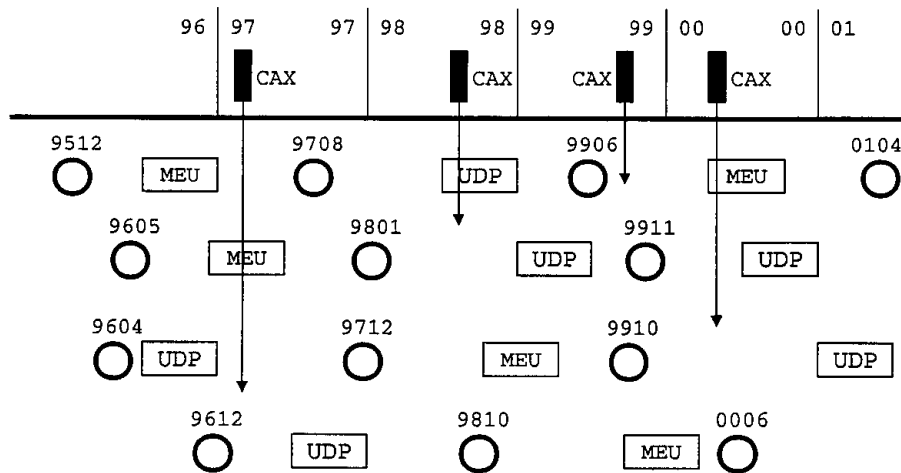 96 97 97 98 98 99 99 00 00 01
CAX CAX CAX CAX
9512 9708 9906 0104
MEU UDP MEU
9605 9801 9911
MEU UDP UDP
9604 9712 9910
UDP MEU UDP
9612 9810 0006
UDP MEU